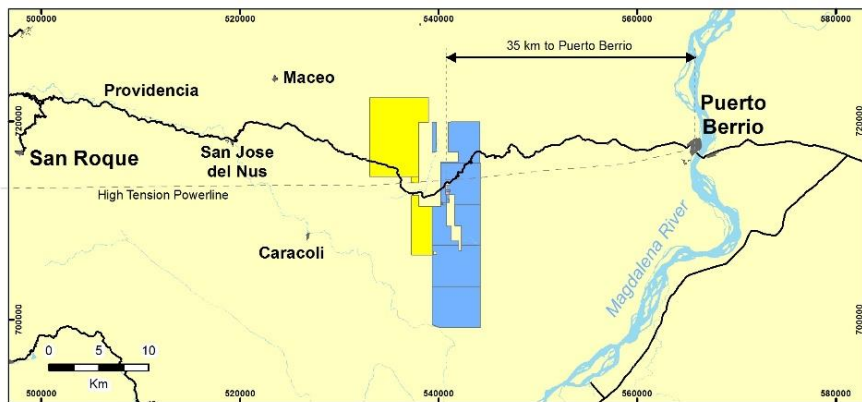 500000
520000
540000
560000
580000
35 km to Puerto Berrio
Maceo
Providencia
720000
720000
Puerto
Berrio
San Roque
San Jose
del Nus
High Tension Powerline
Caracoli
Magdalena River
700000
700000
0 5 10
Km
500000
520000
540000
560000
580000